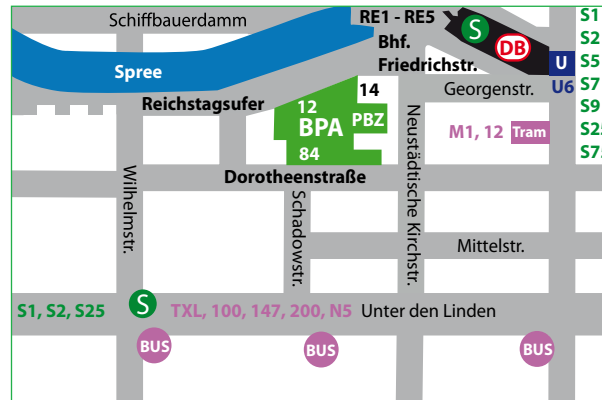 Schiffbauerdamm
RE1 - RE5
S
DB
S1
S2
S5
S7
S9
Bhf.
Friedrichstr.
U
U6
Spree
Reichstagsufer
14
Georgenstr.
12
BPA
PBZ
84
M1, 12
Tram
Dorotheenstraße
Wilhelmstr.
Schadowstr.
Neustädtische Kirchstr.
Mittelstr.
S1, S2, S25
S
TXL, 100, 147, 200, N5
Unter den Linden
BUS
BUS
BUS